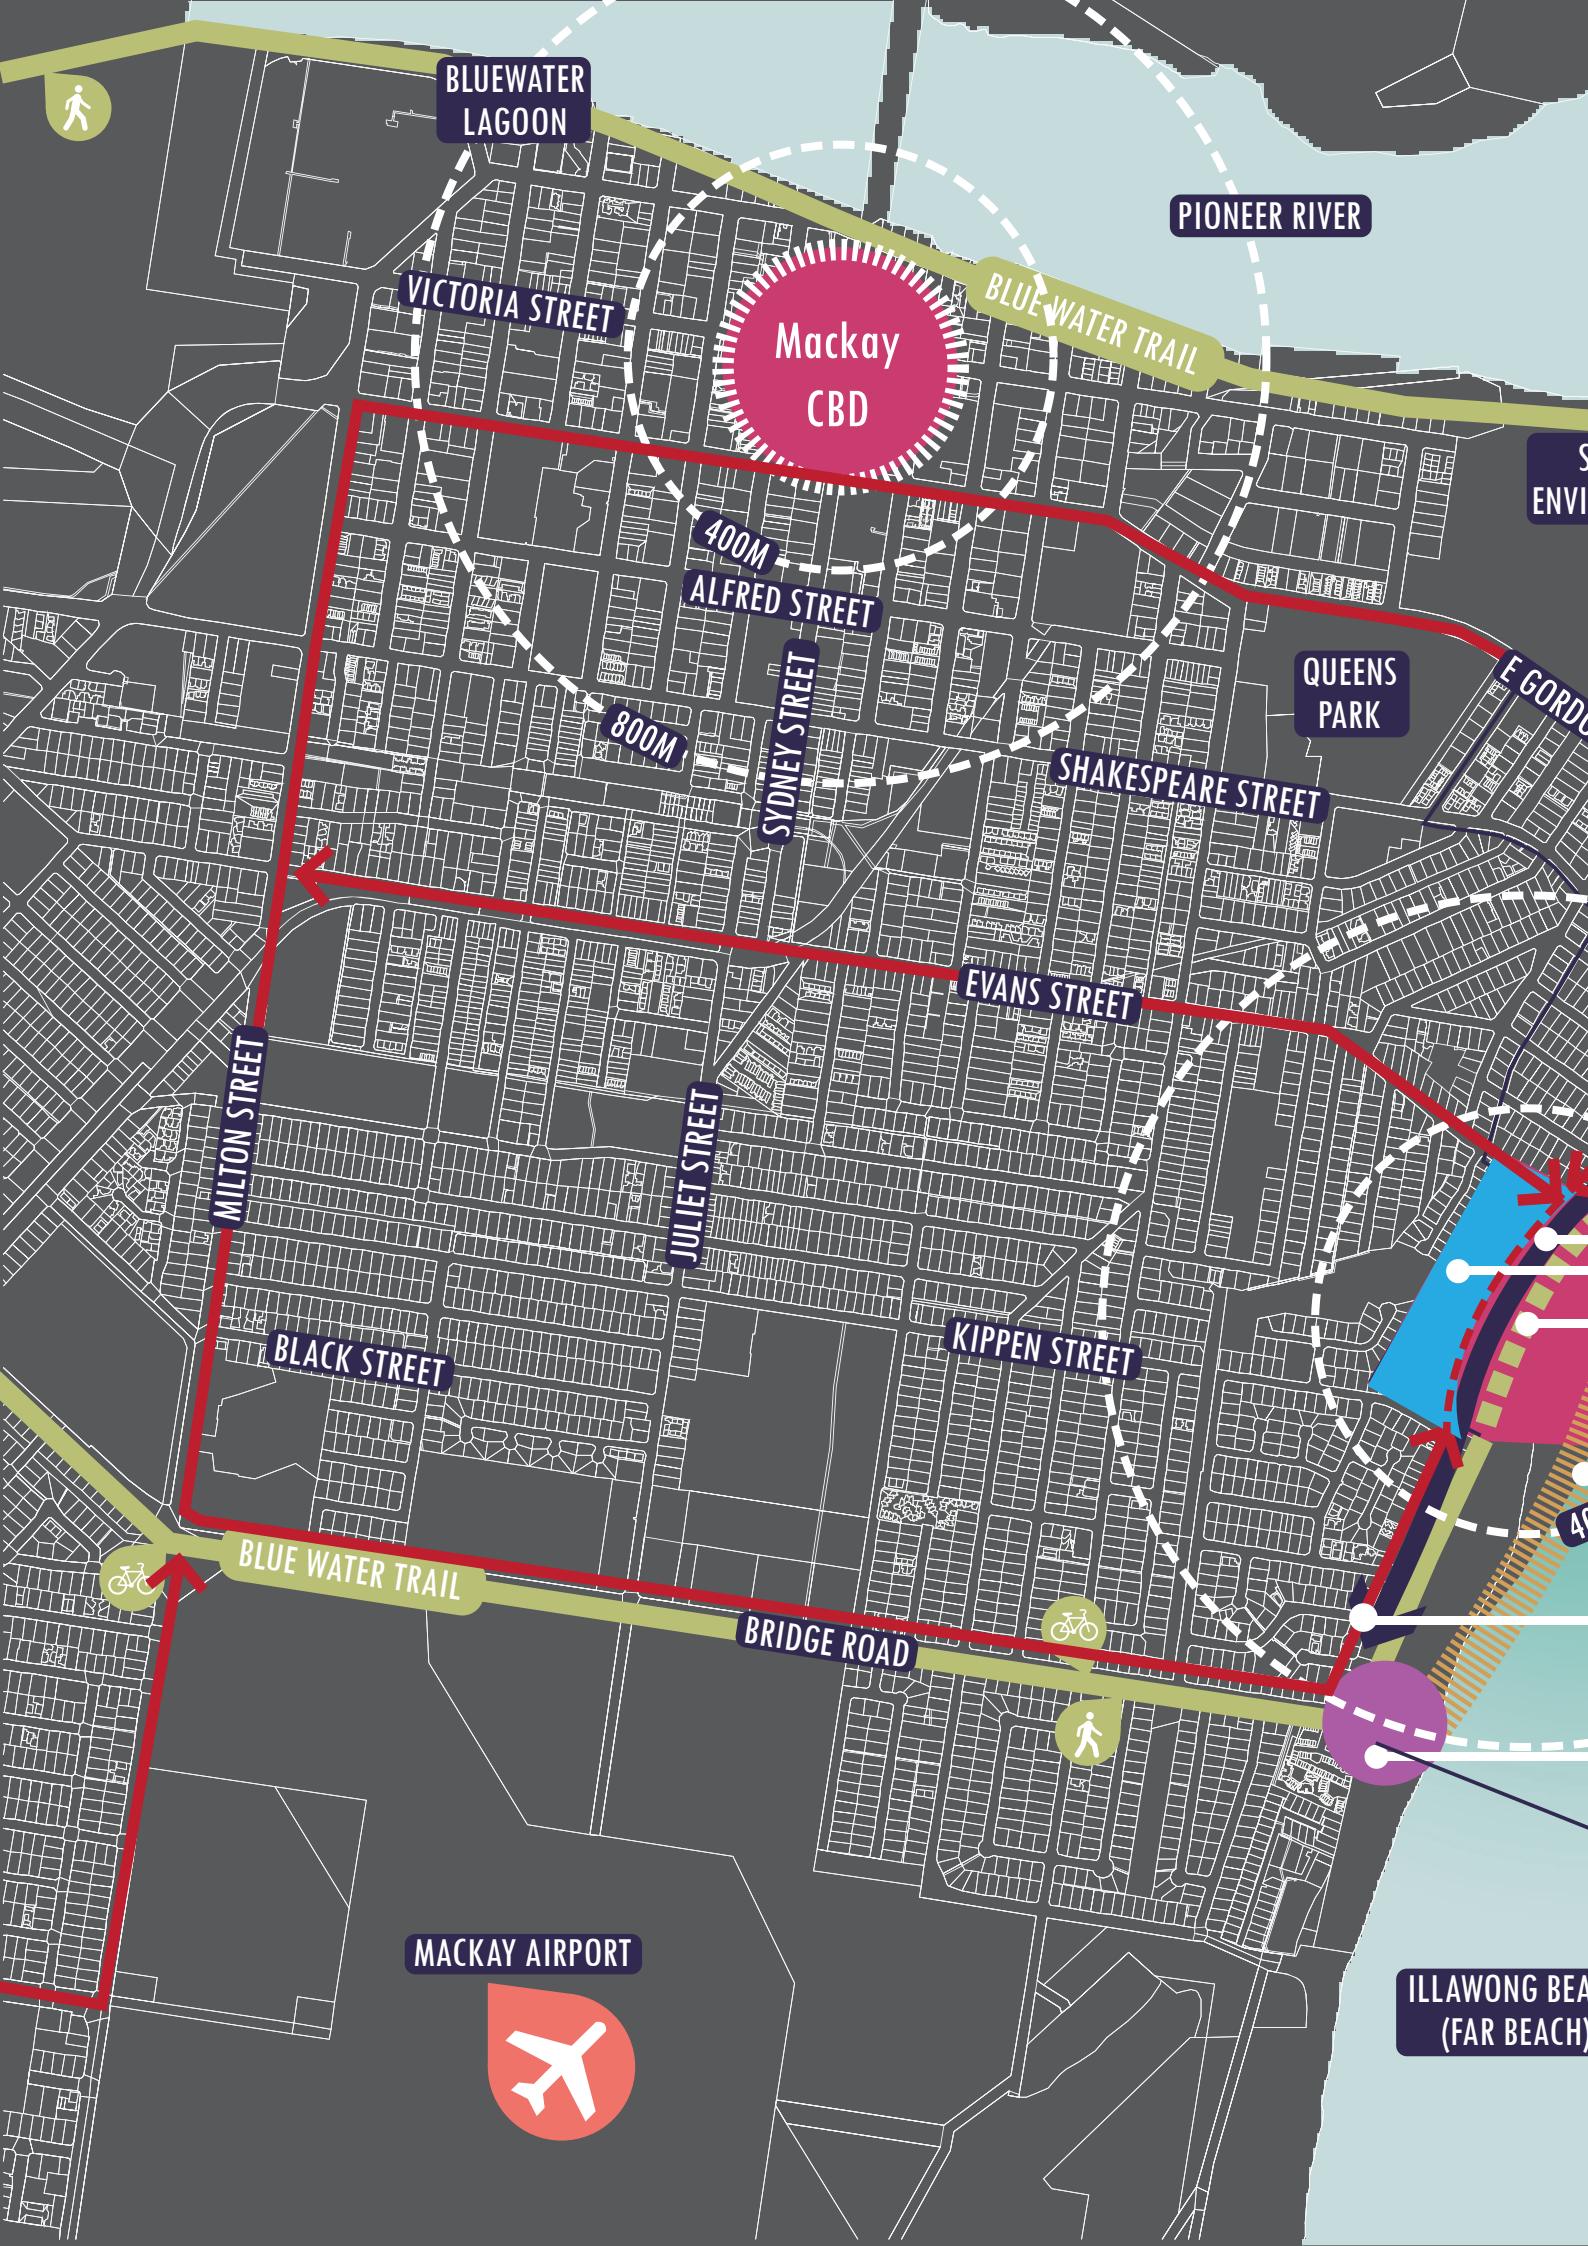 BLUEWATER
LAGOON
PIONEER RIVER
VICTORIA STREET
BLUE WATER TRAIL
Mackay
CBD
400M
ALFRED STREET
QUEENS
PARK
SYDNEY STREET
800M
SHAKESPEARE STREET
EVANS STREET
MILTON STREET
JULIET STREET
KIPPEN STREET
BLACK STREET
BLUE WATER TRAIL
BRIDGE ROAD
MACKAY AIRPORT
(FAR BEACH)